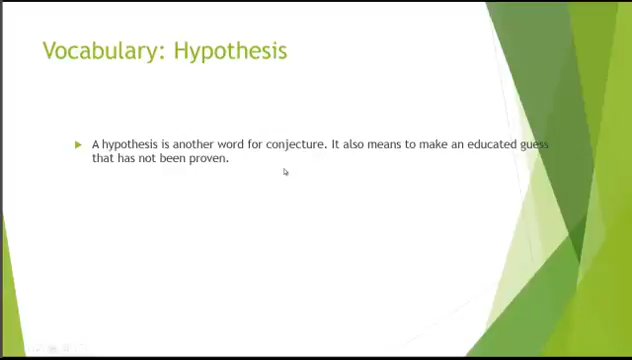 Vocabulary: Hypothesis
A hypothesis is another word for conjecture. It also means to make an educated guess
that has not been proven.